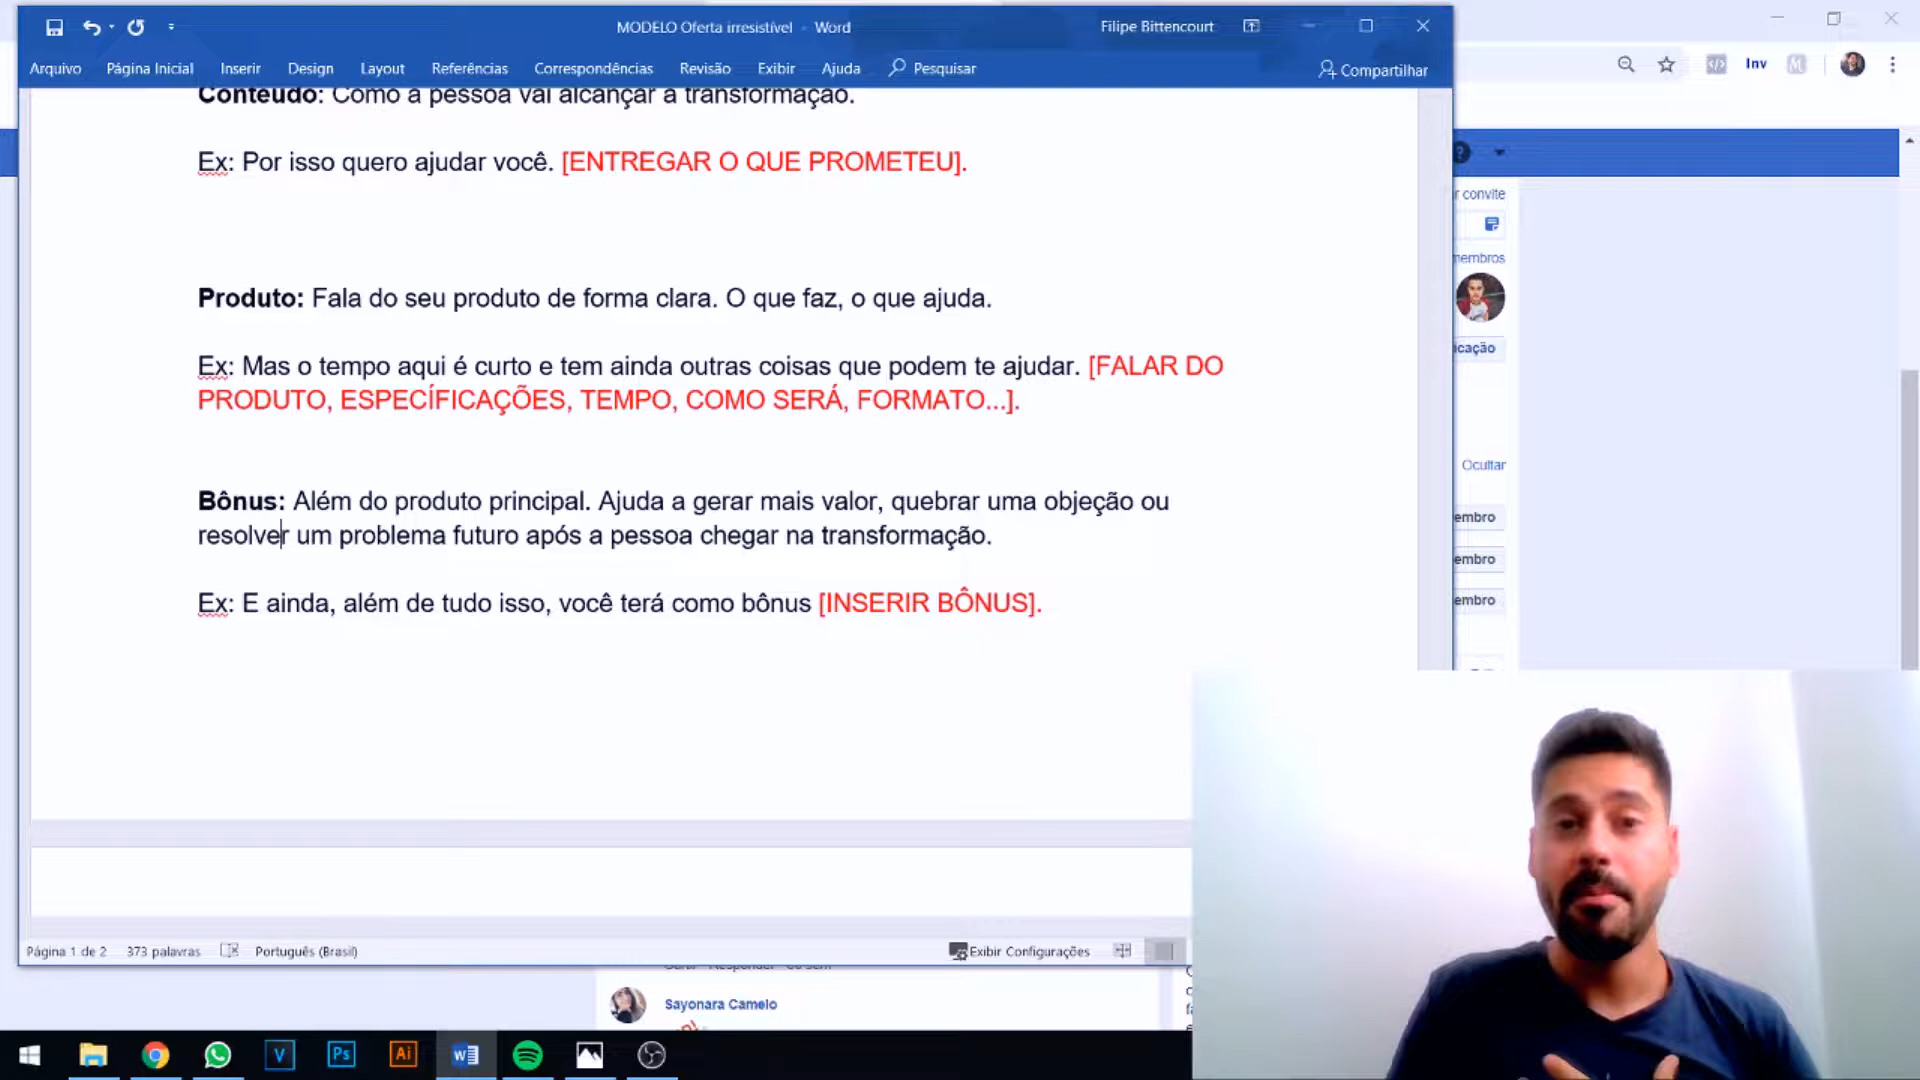 MODELO Oferta irresistível - Word
Filipe Bittencourt
Arquivo Página Inicial Inserir Design Layout Referências Correspondências Revisão Exibir Ajuda Pesquisar
Compartilhar
Inv
Conteúdo: Como a pessoa vai alcançar a transformação.
Ex: Por isso quero ajudar você. [ENTREGAR O QUE PROMETEU].
Produto: Fala do seu produto de forma clara. O que faz, o que ajuda.
Ex: Mas o tempo aqui é curto e tem ainda outras coisas que podem te ajudar. [FALAR DO
PRODUTO, ESPECÍFICAÇÕES, TEMPO, COMO SERÁ, FORMATO...].
Bônus: Além do produto principal. Ajuda a gerar mais valor, quebrar uma objeção ou
resolver um problema futuro após a pessoa chegar na transformação.
Ex: E ainda, além de tudo isso, você terá como bônus [INSERIR BÔNUS].
r convite
membros
icação
Ocultar
embro
embro
embro
Página 1 de 2 373 palavras Português (Brasil)
Exibir Configurações
Sayonara Camelo
V Ps Ai